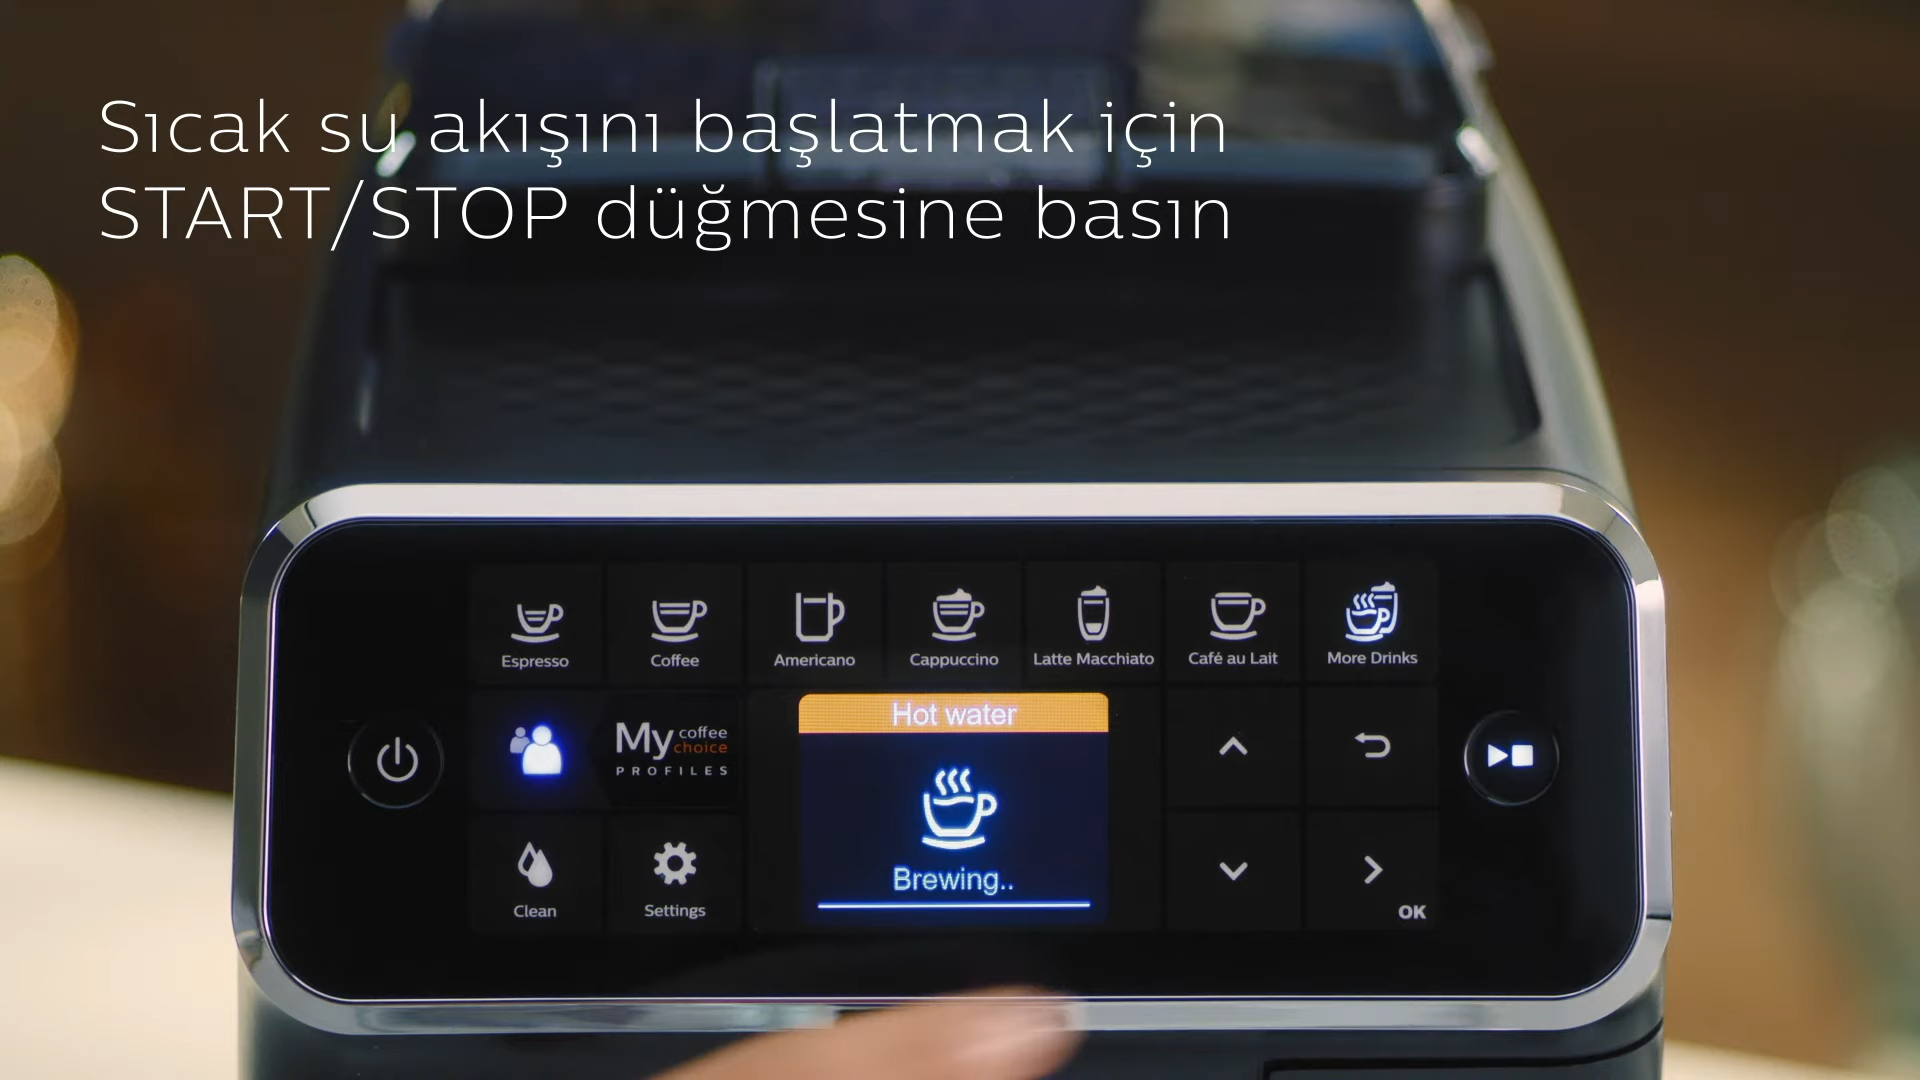 Sıcak su akışını başlatmak için
START/STOP düğmesine basın
Espresso
Coffee
Americano
Cappuccino
Latte Macchiato
Café au Lait
More Drinks
My coffee choice
PROFILES
Hot water
Brewing..
Clean
Settings
OK